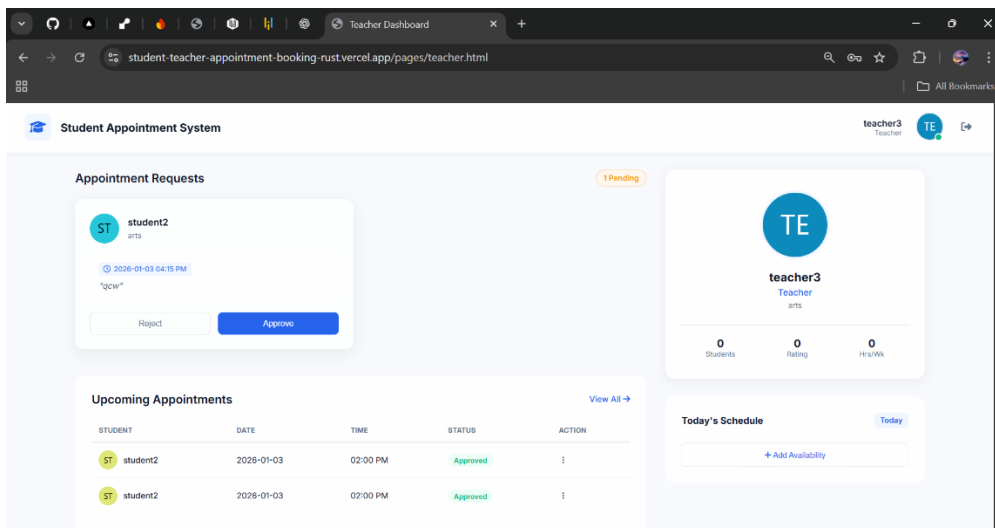 Teacher Dashboard
student-teacher-appointment-booking-rust.vercel.app/pages/teacher.html
All Bookmarks
Student Appointment System
teacher3
Teacher
TE
Appointment Requests
1 Pending
ST
student2
arts
2026-01-03 04:15 PM
"qcw"
Reject
Approve
TE
teacher3
Teacher
arts
0
Students
0
Rating
0
Hrs/Wk
Upcoming Appointments
View All →
STUDENT DATE TIME STATUS ACTION
ST student2 2026-01-03 02:00 PM Approved
ST student2 2026-01-03 02:00 PM Approved
Today's Schedule
Today
+ Add Availability